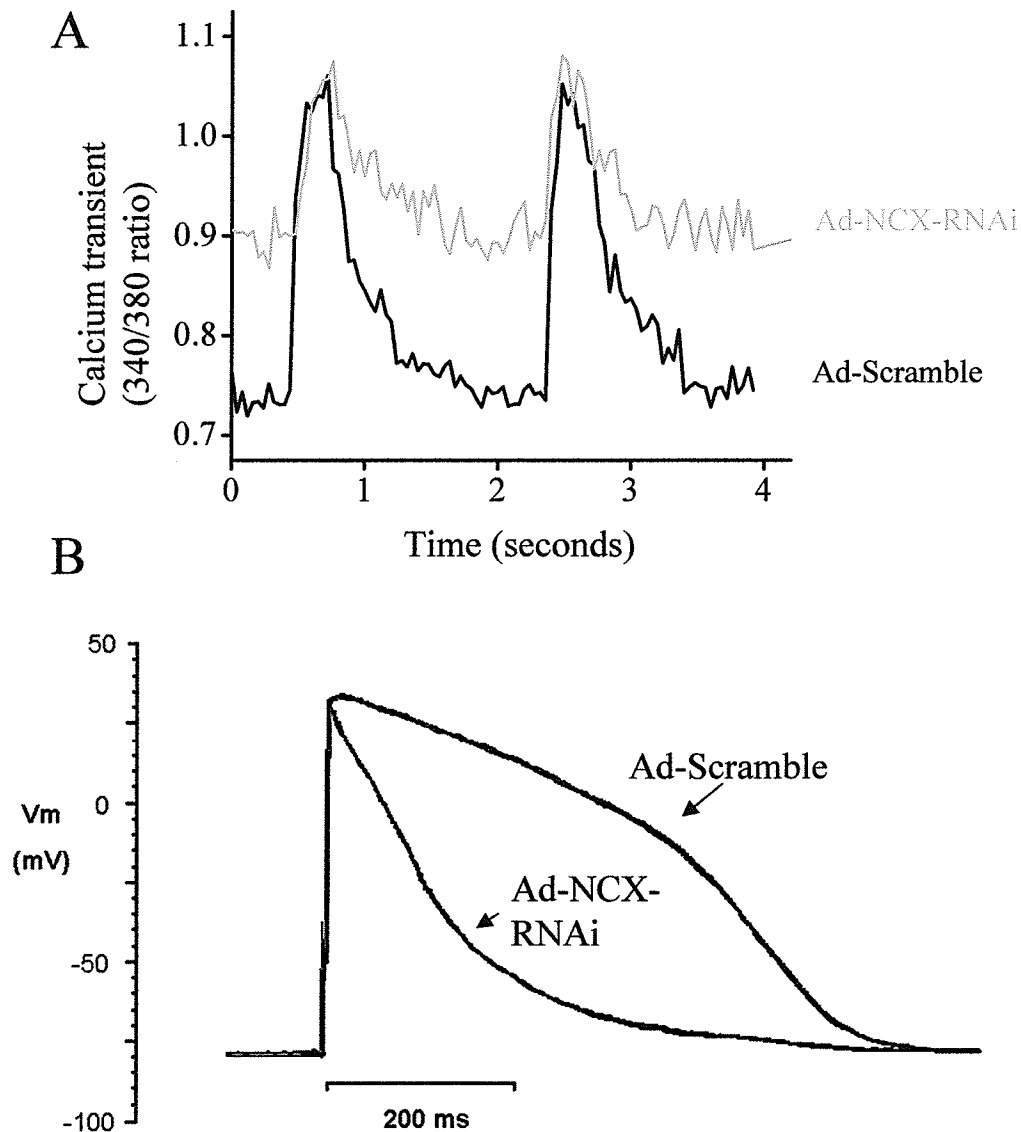 A
1.1
1.0
0.9
0.8
0.7
Calcium transient
(340/380 ratio)
Ad-NCX-RNAi
Ad-Scramble
0
1
2
3
4
Time (seconds)
B
50
0
-50
-100
Vm
(mV)
Ad-Scramble
Ad-NCX-
RNAi
200 ms